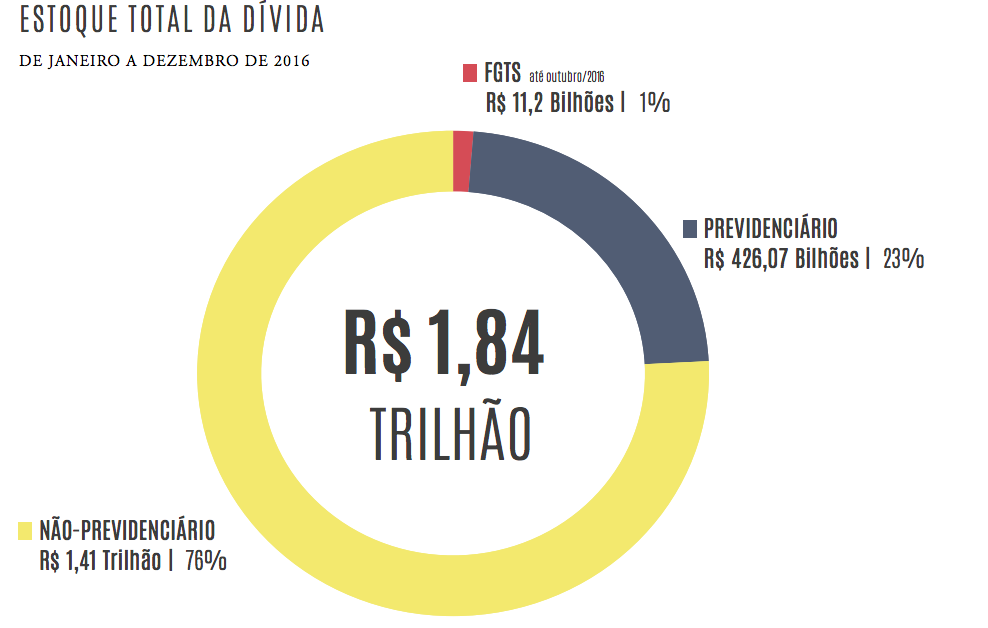 ESTOQUE TOTAL DA DÍVIDA
DE JANEIRO A DEZEMBRO DE 2016
FGTS até outubro/2016
R$ 11,2 Bilhões | 1%
PREVIDENCIÁRIO
R$ 426,07 Bilhões | 23%
R$ 1,84
TRILHÃO
NÃO-PREVIDENCIÁRIO
R$ 1,41 Trilhão | 76%